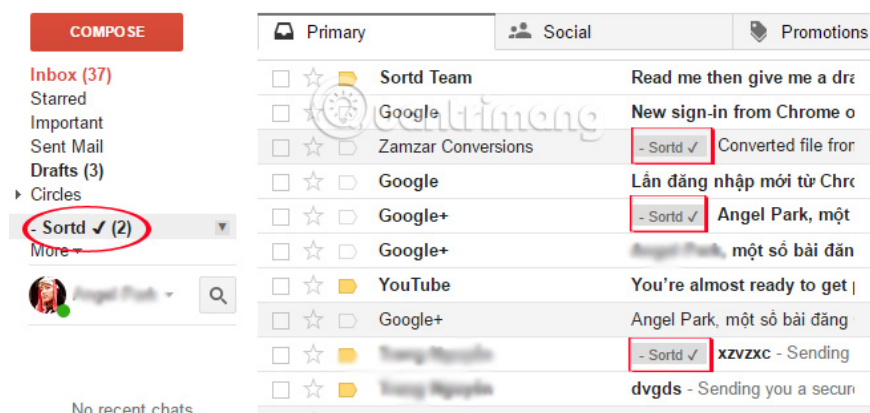 COMPOSE
Inbox (37)
Starred
Important
Sent Mail
Drafts (3)
Circles
- Sortd ✓ (2)
More
No recent chats
Primary Social Promotions
Sortd Team Read me then give me a dra
Google New sign-in from Chrome o
Zamzar Conversions - Sortd ✓ Converted file from
Google Lần đăng nhập mới từ Chrc
Google+ - Sortd ✓ Angel Park, một
Google+ , một số bài đăn
YouTube You're almost ready to get
Google+ Angel Park, một số bài đăng
- Sortd ✓ xzvzxc - Sending
dvgds - Sending you a secure
uantrimang